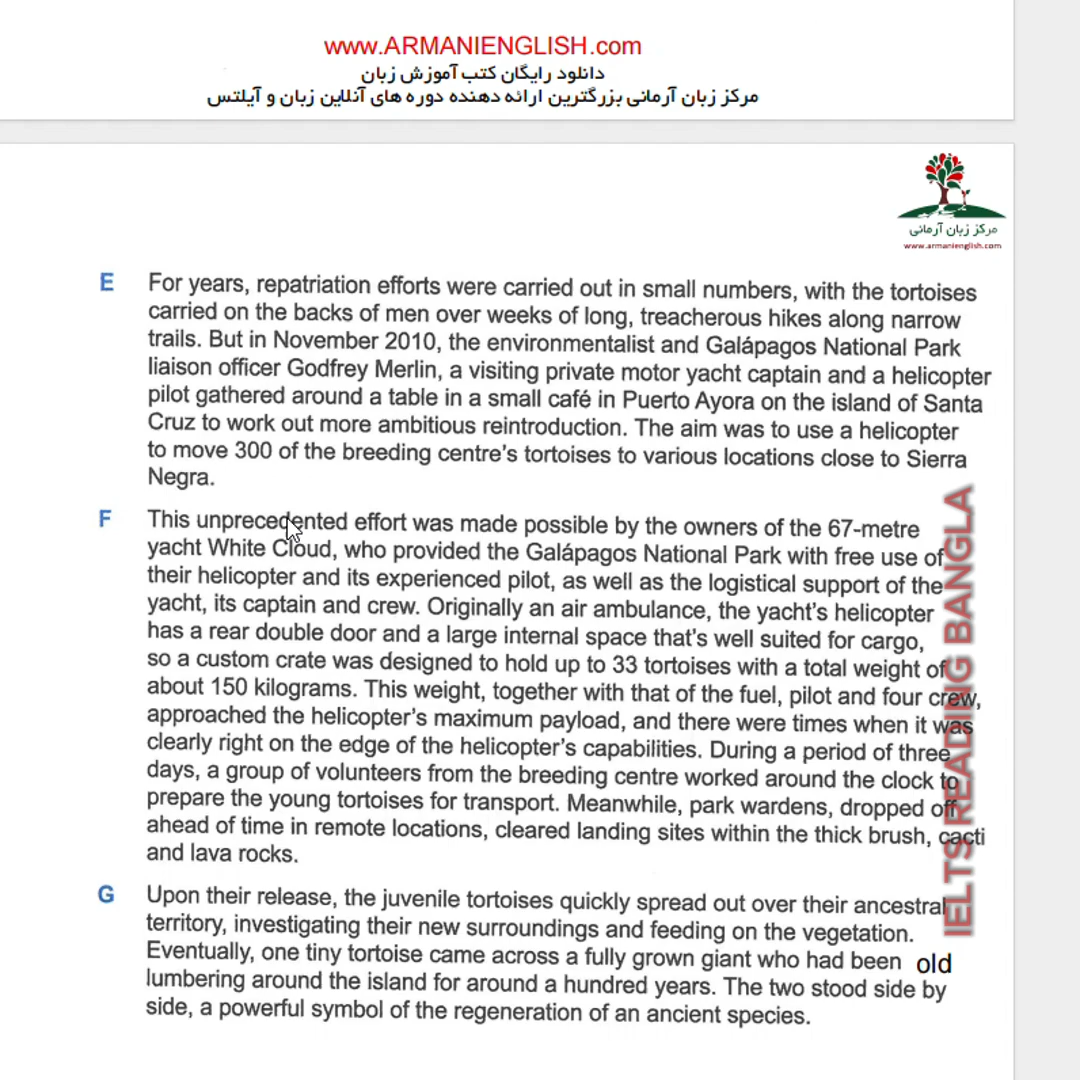 www.ARMANIENGLISH.com
دانلود رایگان کتب آموزش زبان
مرکز زبان آرمانی بزرگترین ارائه دهنده دوره های آنلاین زبان و آیلتس
مرکز زبان آرمانی
www.armanienglish.com
E For years, repatriation efforts were carried out in small numbers, with the tortoises
carried on the backs of men over weeks of long, treacherous hikes along narrow
trails. But in November 2010, the environmentalist and Galápagos National Park
liaison officer Godfrey Merlin, a visiting private motor yacht captain and a helicopter
pilot gathered around a table in a small café in Puerto Ayora on the island of Santa
Cruz to work out more ambitious reintroduction. The aim was to use a helicopter
to move 300 of the breeding centre's tortoises to various locations close to Sierra
Negra.
F This unprecedented effort was made possible by the owners of the 67-metre
yacht White Cloud, who provided the Galápagos National Park with free use of
their helicopter and its experienced pilot, as well as the logistical support of the
yacht, its captain and crew. Originally an air ambulance, the yacht's helicopter
has a rear double door and a large internal space that's well suited for cargo,
so a custom crate was designed to hold up to 33 tortoises with a total weight of
about 150 kilograms. This weight, together with that of the fuel, pilot and four crew,
approached the helicopter's maximum payload, and there were times when it was
clearly right on the edge of the helicopter's capabilities. During a period of three
days, a group of volunteers from the breeding centre worked around the clock to
prepare the young tortoises for transport. Meanwhile, park wardens, dropped off
ahead of time in remote locations, cleared landing sites within the thick brush, cacti
and lava rocks.
G Upon their release, the juvenile tortoises quickly spread out over their ancestral
territory, investigating their new surroundings and feeding on the vegetation.
Eventually, one tiny tortoise came across a fully grown giant who had been old
lumbering around the island for around a hundred years. The two stood side by
side, a powerful symbol of the regeneration of an ancient species.
IELTS READING BANGLA